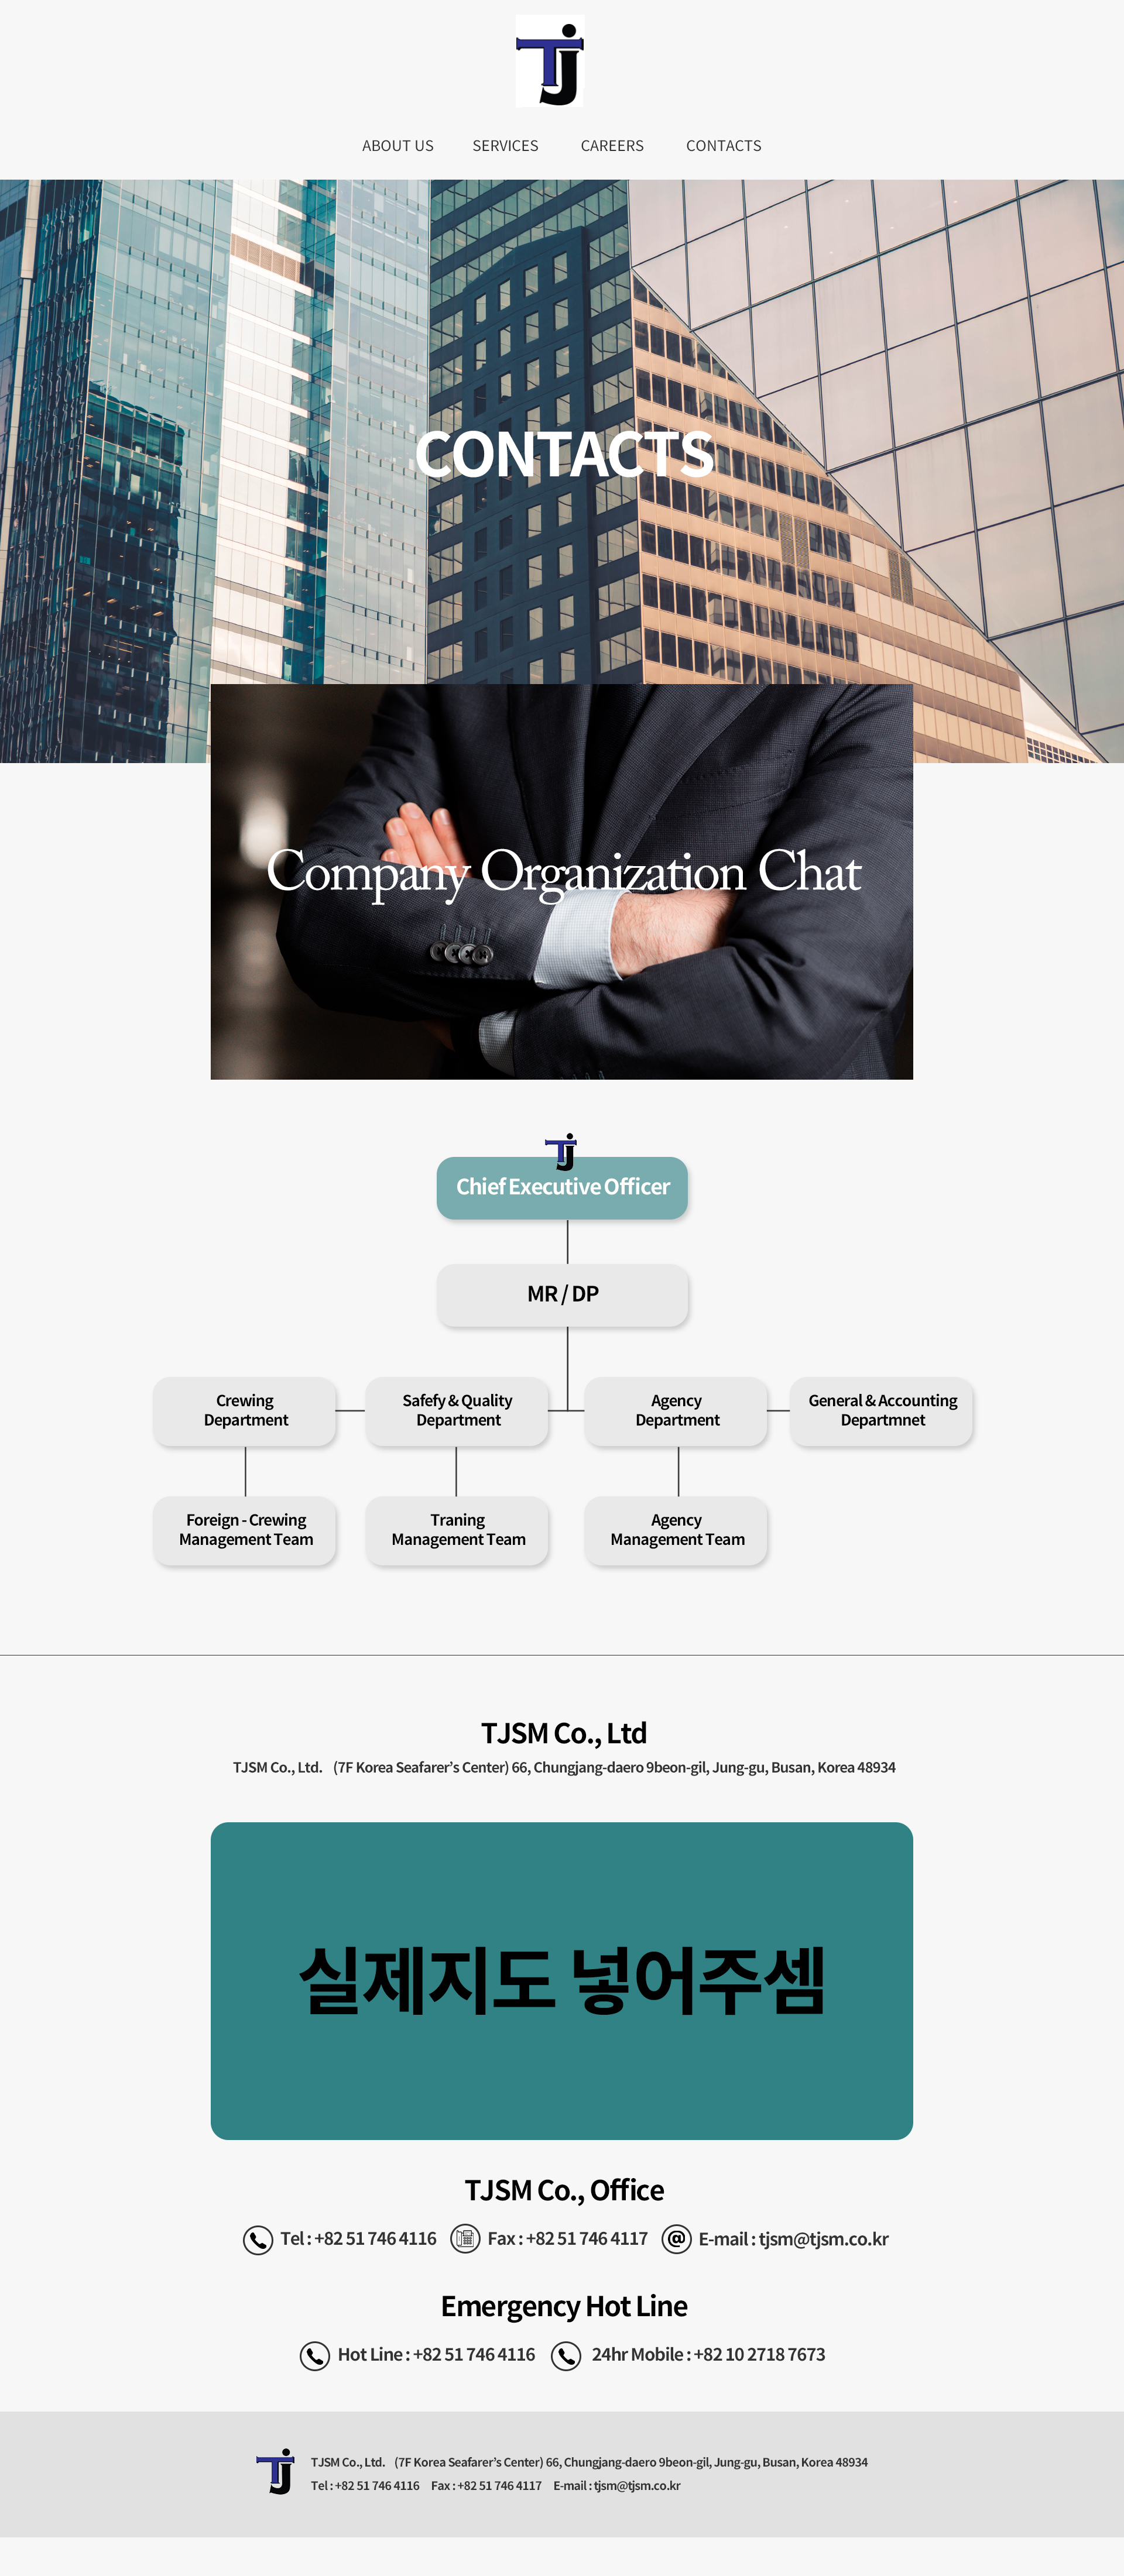 TJ
ABOUT US SERVICES CAREERS CONTACTS
CONTACTS
Company Organization Chat
TJ
Chief Executive Officer
MR / DP
Crewing
Department
Safefy & Quality
Department
Agency
Department
General & Accounting
Departmnet
Foreign - Crewing
Management Team
Traning
Management Team
Agency
Management Team
TJSM Co., Ltd
TJSM Co., Ltd. (7F Korea Seafarer’s Center) 66, Chungjang-daero 9beon-gil, Jung-gu, Busan, Korea 48934
실제지도 넣어주셈
TJSM Co., Office
Tel : +82 51 746 4116 Fax : +82 51 746 4117 @ E-mail : tjsm@tjsm.co.kr
Emergency Hot Line
Hot Line : +82 51 746 4116 24hr Mobile : +82 10 2718 7673
TJ
TJSM Co., Ltd. (7F Korea Seafarer’s Center) 66, Chungjang-daero 9beon-gil, Jung-gu, Busan, Korea 48934
Tel : +82 51 746 4116 Fax : +82 51 746 4117 E-mail : tjsm@tjsm.co.kr